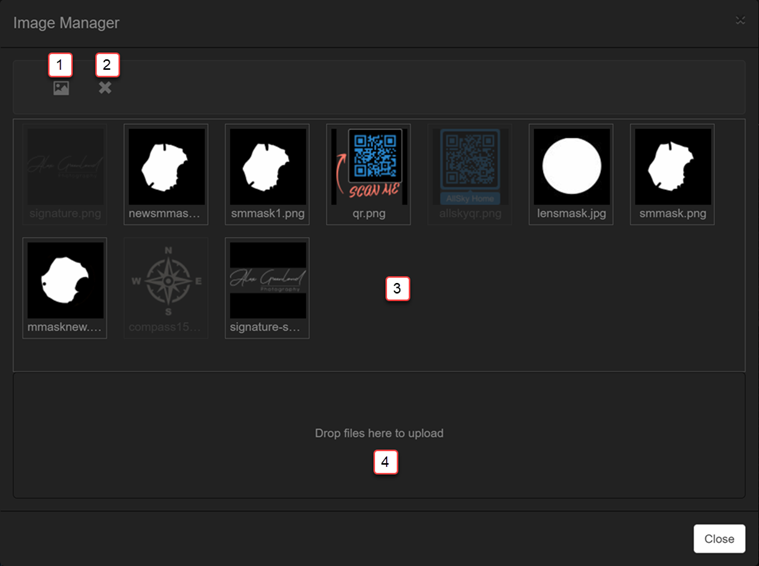 Image Manager
1
2
signature.png
newsmmas...
smmask1.png
SCAN ME
qr.png
AllSky Home
allskyqr.png
lensmask.jpg
smmask.png
mmasknew....
N
W E
S
compass15...
Photography
signature-s...
3
Drop files here to upload
4
Close